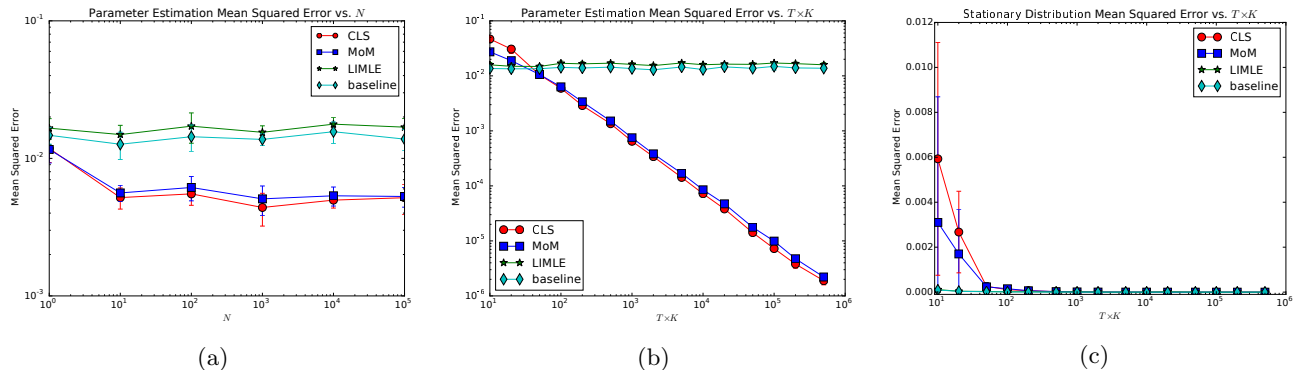 Parameter Estimation Mean Squared Error vs. N
10^-1
10^-2
10^-3
Mean Squared Error
CLS
MoM
LIMLE
baseline
10^0 10^1 10^2 10^3 10^4 10^5
N
(a)
Parameter Estimation Mean Squared Error vs. T×K
10^-1
10^-2
10^-3
10^-4
10^-5
10^-6
Mean Squared Error
CLS
MoM
LIMLE
baseline
10^1 10^2 10^3 10^4 10^5 10^6
T×K
(b)
Stationary Distribution Mean Squared Error vs. T×K
0.012
0.010
0.008
0.006
0.004
0.002
0.000
Mean Squared Error
CLS
MoM
LIMLE
baseline
10^1 10^2 10^3 10^4 10^5 10^6
T×K
(c)